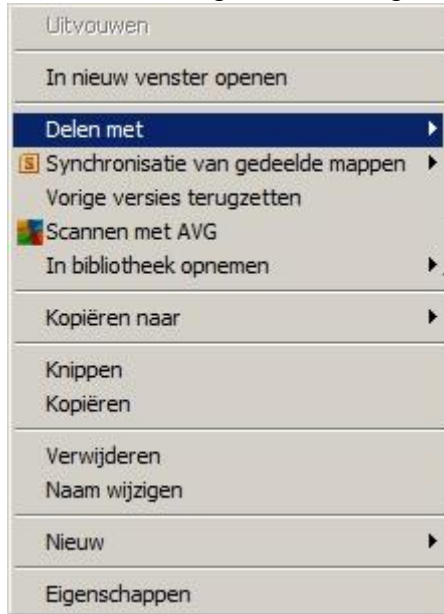 Uitvouwen
In nieuw venster openen
Delen met
Synchronisatie van gedeelde mappen
Vorige versies terugzetten
Scannen met AVG
In bibliotheek opnemen
Kopiëren naar
Knippen
Kopiëren
Verwijderen
Naam wijzigen
Nieuw
Eigenschappen